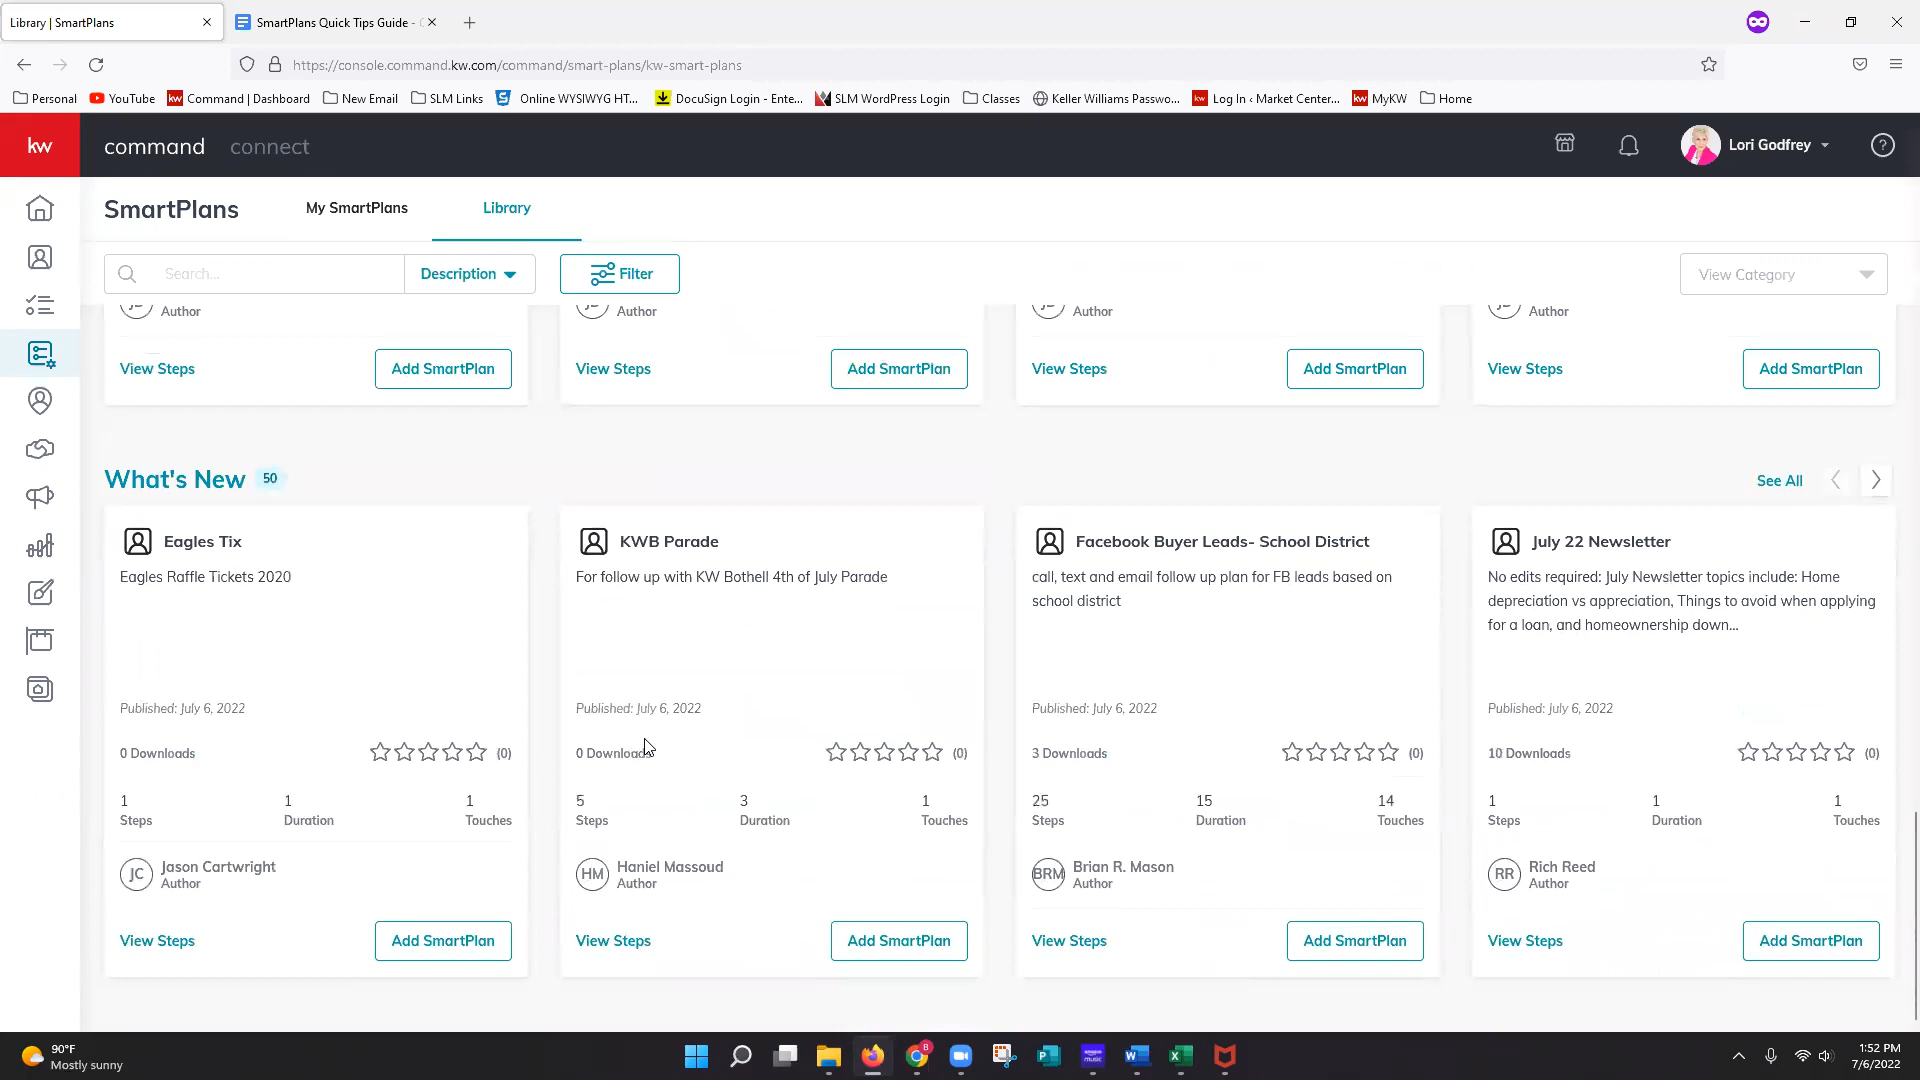 Library | SmartPlans
SmartPlans Quick Tips Guide -
https://console.command.kw.com/command/smart-plans/kw-smart-plans
Personal YouTube kw Command | Dashboard New Email SLM Links Online WYSIWYG HT... DocuSign Login - Ente... SLM WordPress Login Classes Keller Williams Passwo... kw Log In ‹ Market Center... kw MyKW Home
kw command connect Lori Godfrey ?
SmartPlans My SmartPlans Library
Search... Description Filter View Category
Author Author Author Author
View Steps Add SmartPlan View Steps Add SmartPlan View Steps Add SmartPlan View Steps Add SmartPlan
What's New 50 See All
Eagles Tix
Eagles Raffle Tickets 2020
Published: July 6, 2022
0 Downloads (0)
1 1 1
Steps Duration Touches
JC Jason Cartwright
Author
View Steps Add SmartPlan
KWB Parade
For follow up with KW Bothell 4th of July Parade
Published: July 6, 2022
0 Downloads (0)
5 3 1
Steps Duration Touches
HM Haniel Massoud
Author
View Steps Add SmartPlan
Facebook Buyer Leads- School District
call, text and email follow up plan for FB leads based on
school district
Published: July 6, 2022
3 Downloads (0)
25 15 14
Steps Duration Touches
BRM Brian R. Mason
Author
View Steps Add SmartPlan
July 22 Newsletter
No edits required: July Newsletter topics include: Home
depreciation vs appreciation, Things to avoid when applying
for a loan, and homeownership down...
Published: July 6, 2022
10 Downloads (0)
1 1 1
Steps Duration Touches
RR Rich Reed
Author
View Steps Add SmartPlan
90°F
Mostly sunny
1:52 PM
7/6/2022